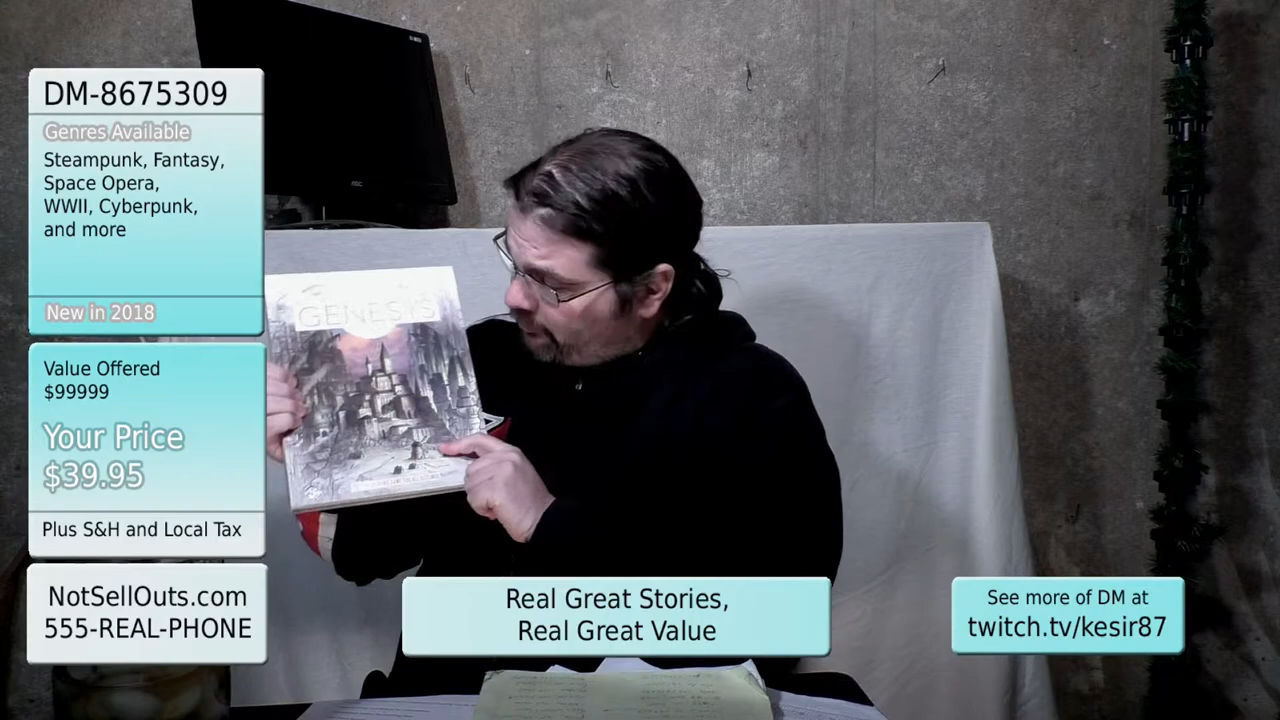 DM-8675309
Genres Available
Steampunk, Fantasy,
Space Opera,
WWII, Cyberpunk,
and more
New in 2018
Value Offered
$99999
Your Price
$39.95
Plus S&H and Local Tax
NotSellOuts.com
555-REAL-PHONE
GENESYS
Real Great Stories,
Real Great Value
See more of DM at
twitch.tv/kesir87